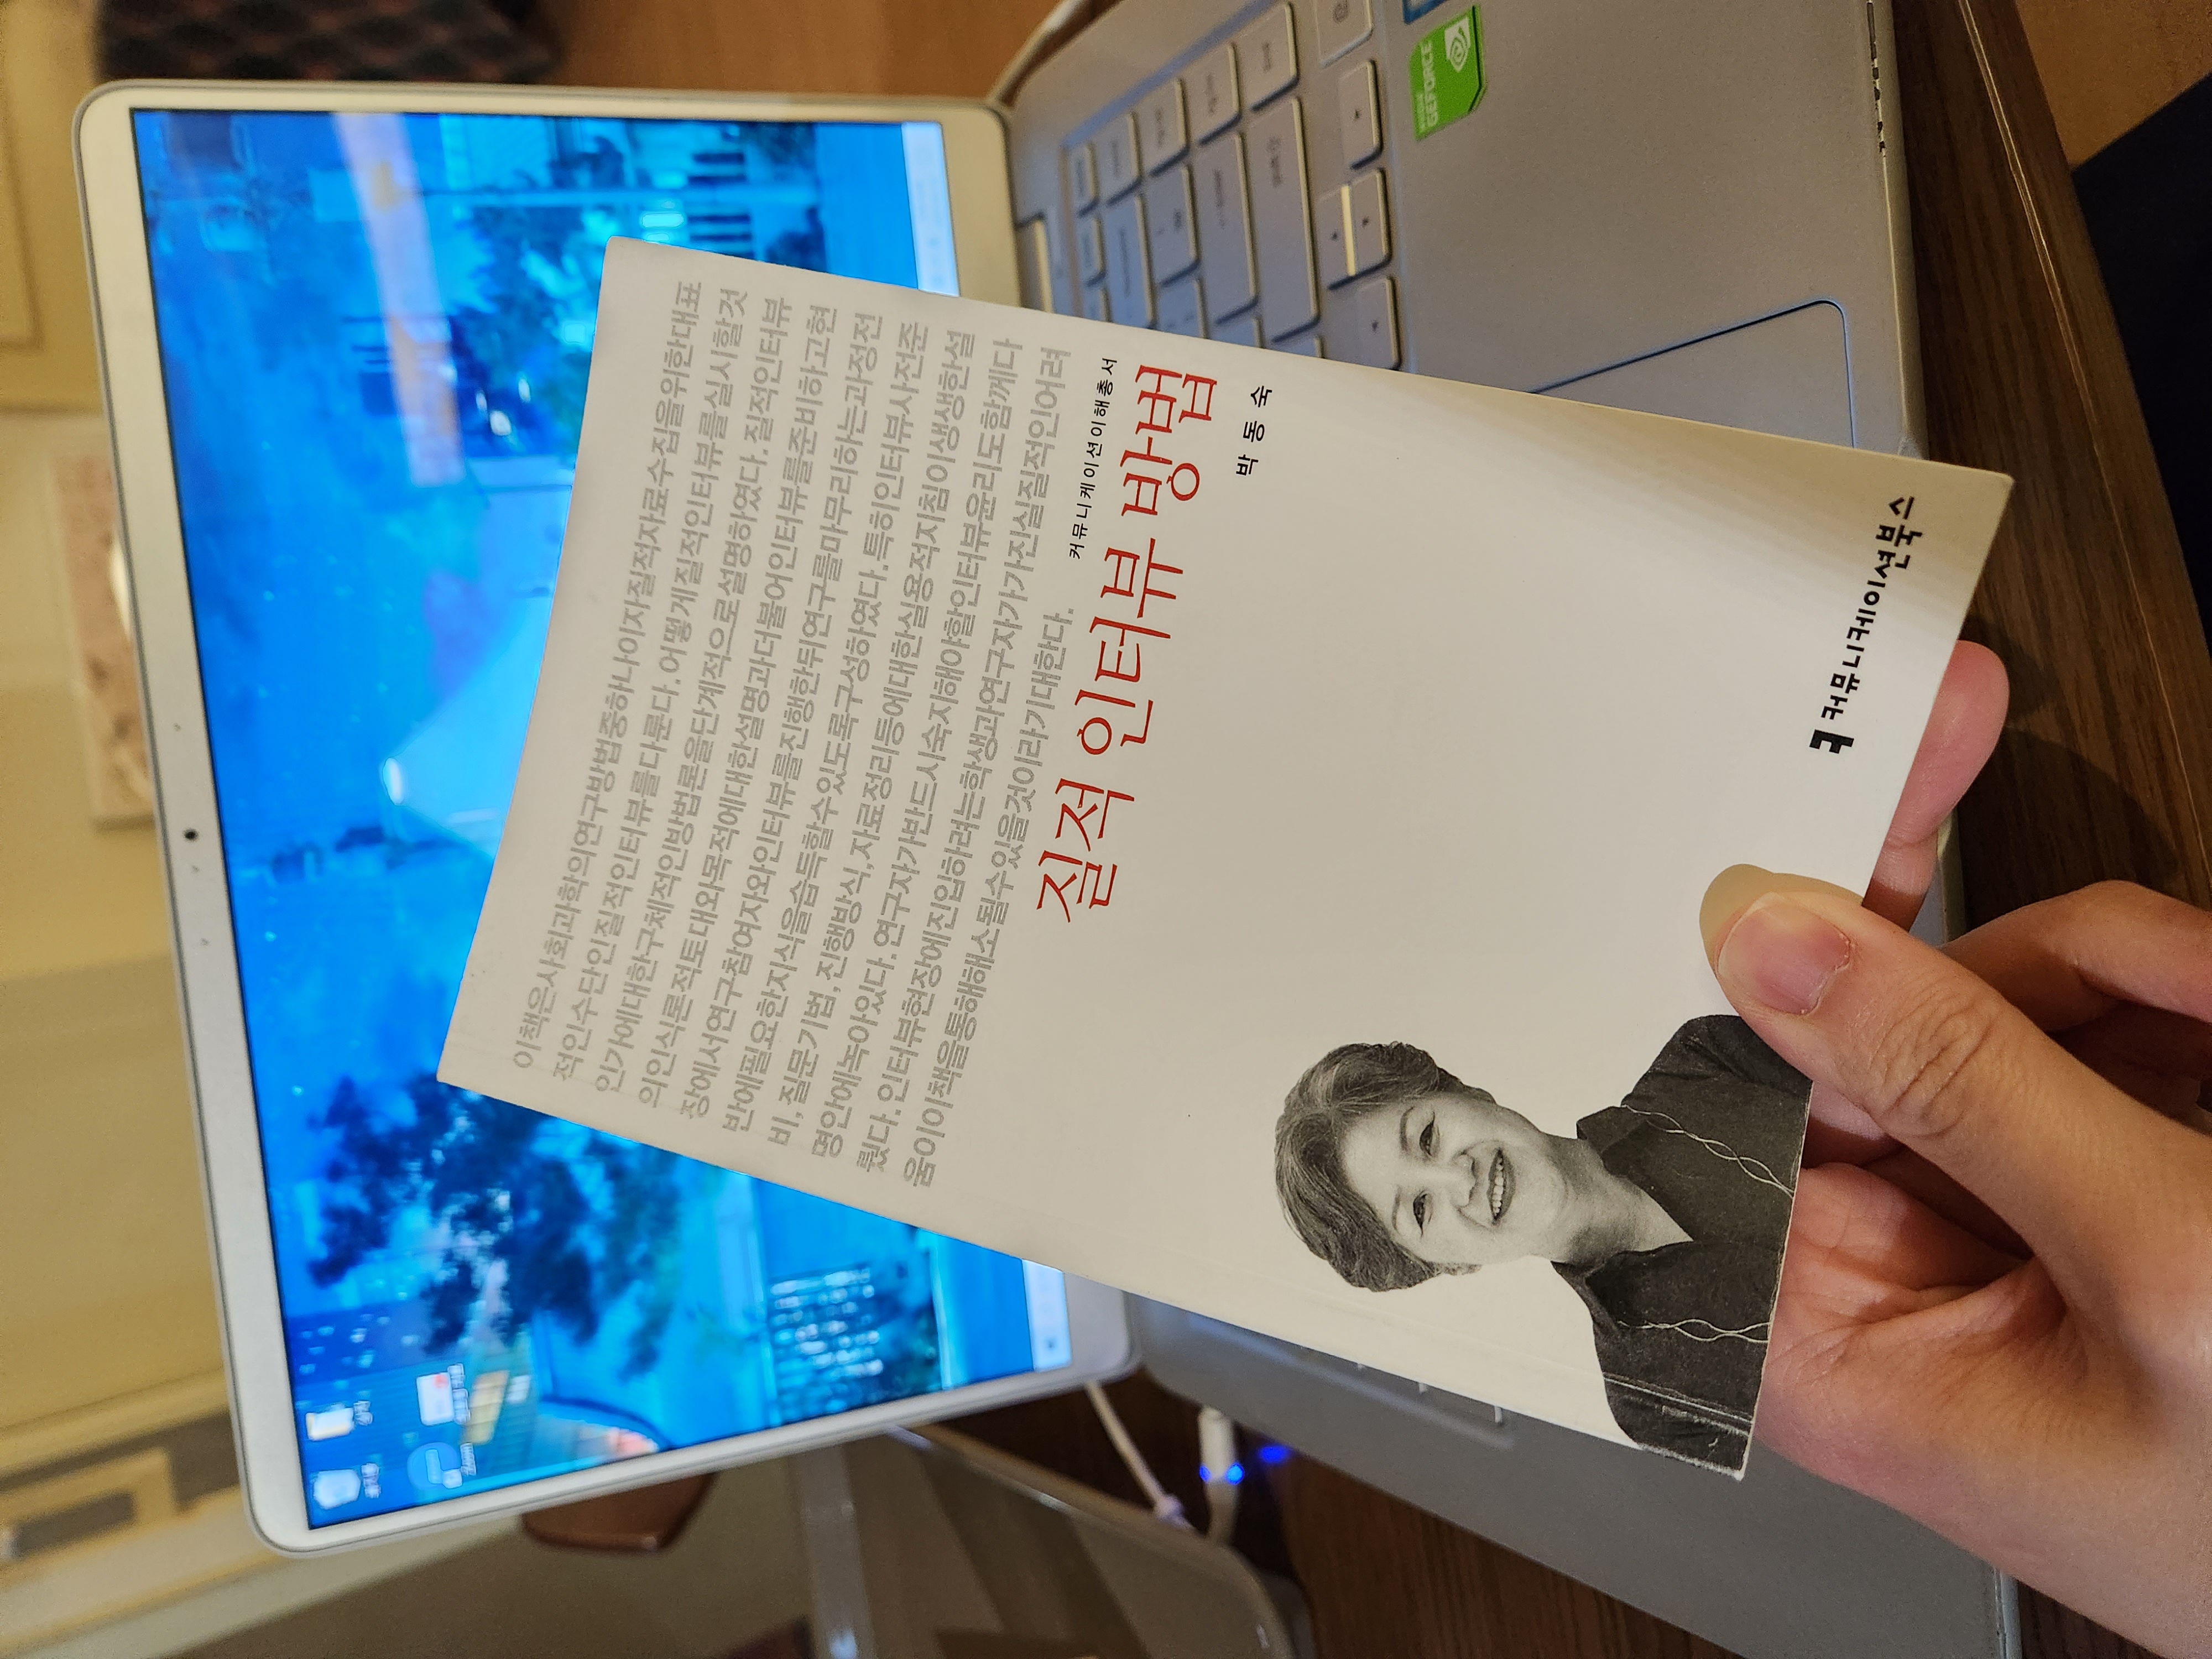 Zoom
이책은사회과학의연구방법중하나이자질적자료수집을위한대표
적인수단인질적인터뷰를다룬다.어떻게질적인터뷰를실시할것
인가에대한구체적인방법론을단계적으로설명하였다.질적인터뷰
의인식론적토대와목적에대한설명과더불어인터뷰를준비하고현
장에서연구참여자와인터뷰를진행한뒤연구를마무리하는과정전
반에필요한지식을습득할수있도록구성하였다.특히인터뷰사전준
비,질문기법,진행방식,자료정리등에대한실용적지침이생생한설
명안에녹아있다.연구자가반드시숙지해야할인터뷰윤리도함께다
뤘다.인터뷰현장에진입하려는학생과연구자가가진실질적인어려
움이이책을통해해소될수있을것이라기대한다.
커뮤니케이션이해총서
질적 인터뷰 방법
박동숙
커뮤니케이션북스
GEFORCE